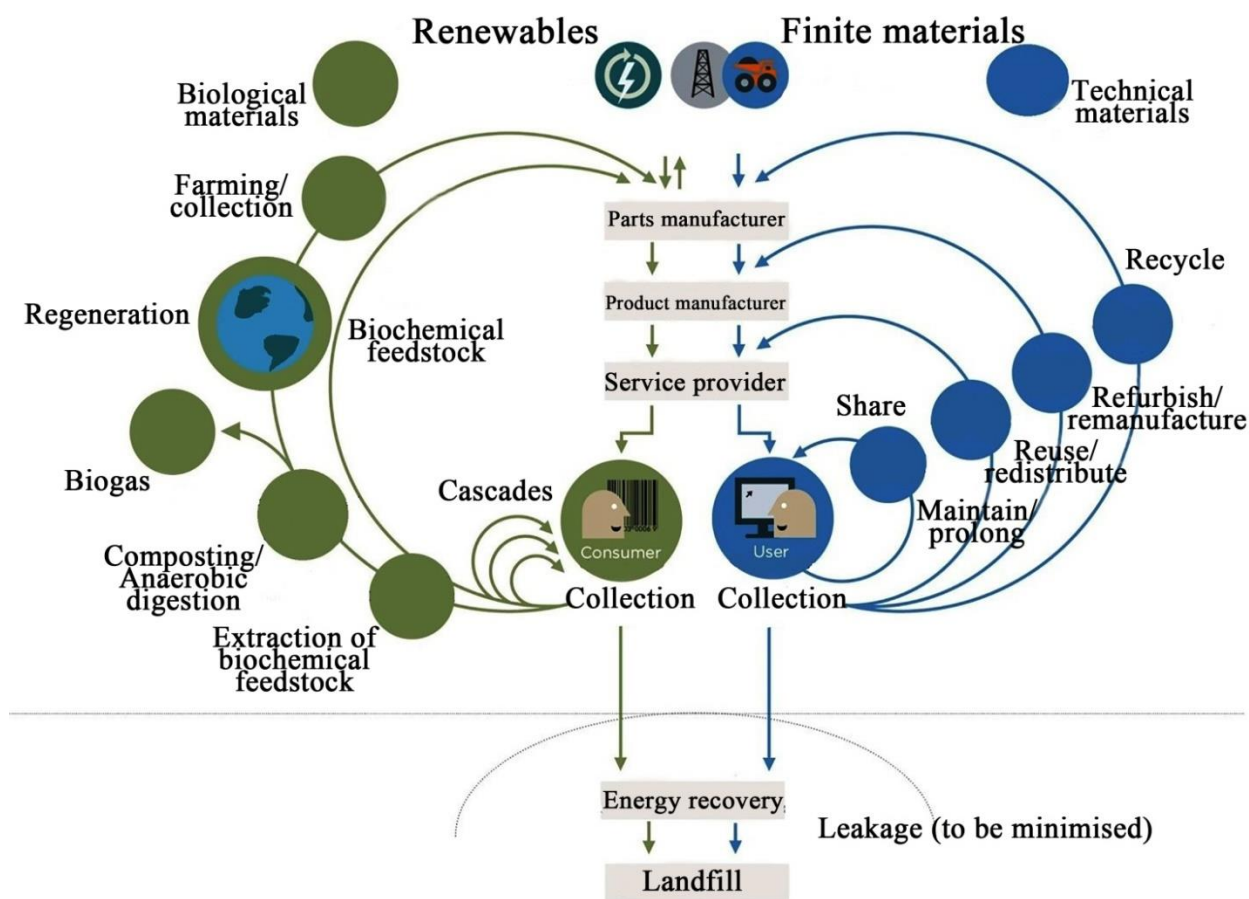 Renewables
Finite materials
Biological
materials
Technical
materials
Farming/
collection
Parts manufacturer
Recycle
Regeneration
Product manufacturer
Biochemical
feedstock
Service provider
Share
Refurbish/
remanufacture
Reuse/
redistribute
Biogas
Cascades
Maintain/
prolong
Consumer
User
Composting/
Anaerobic
digestion
Collection
Collection
Extraction of
biochemical
feedstock
Energy recovery
Leakage (to be minimised)
Landfill